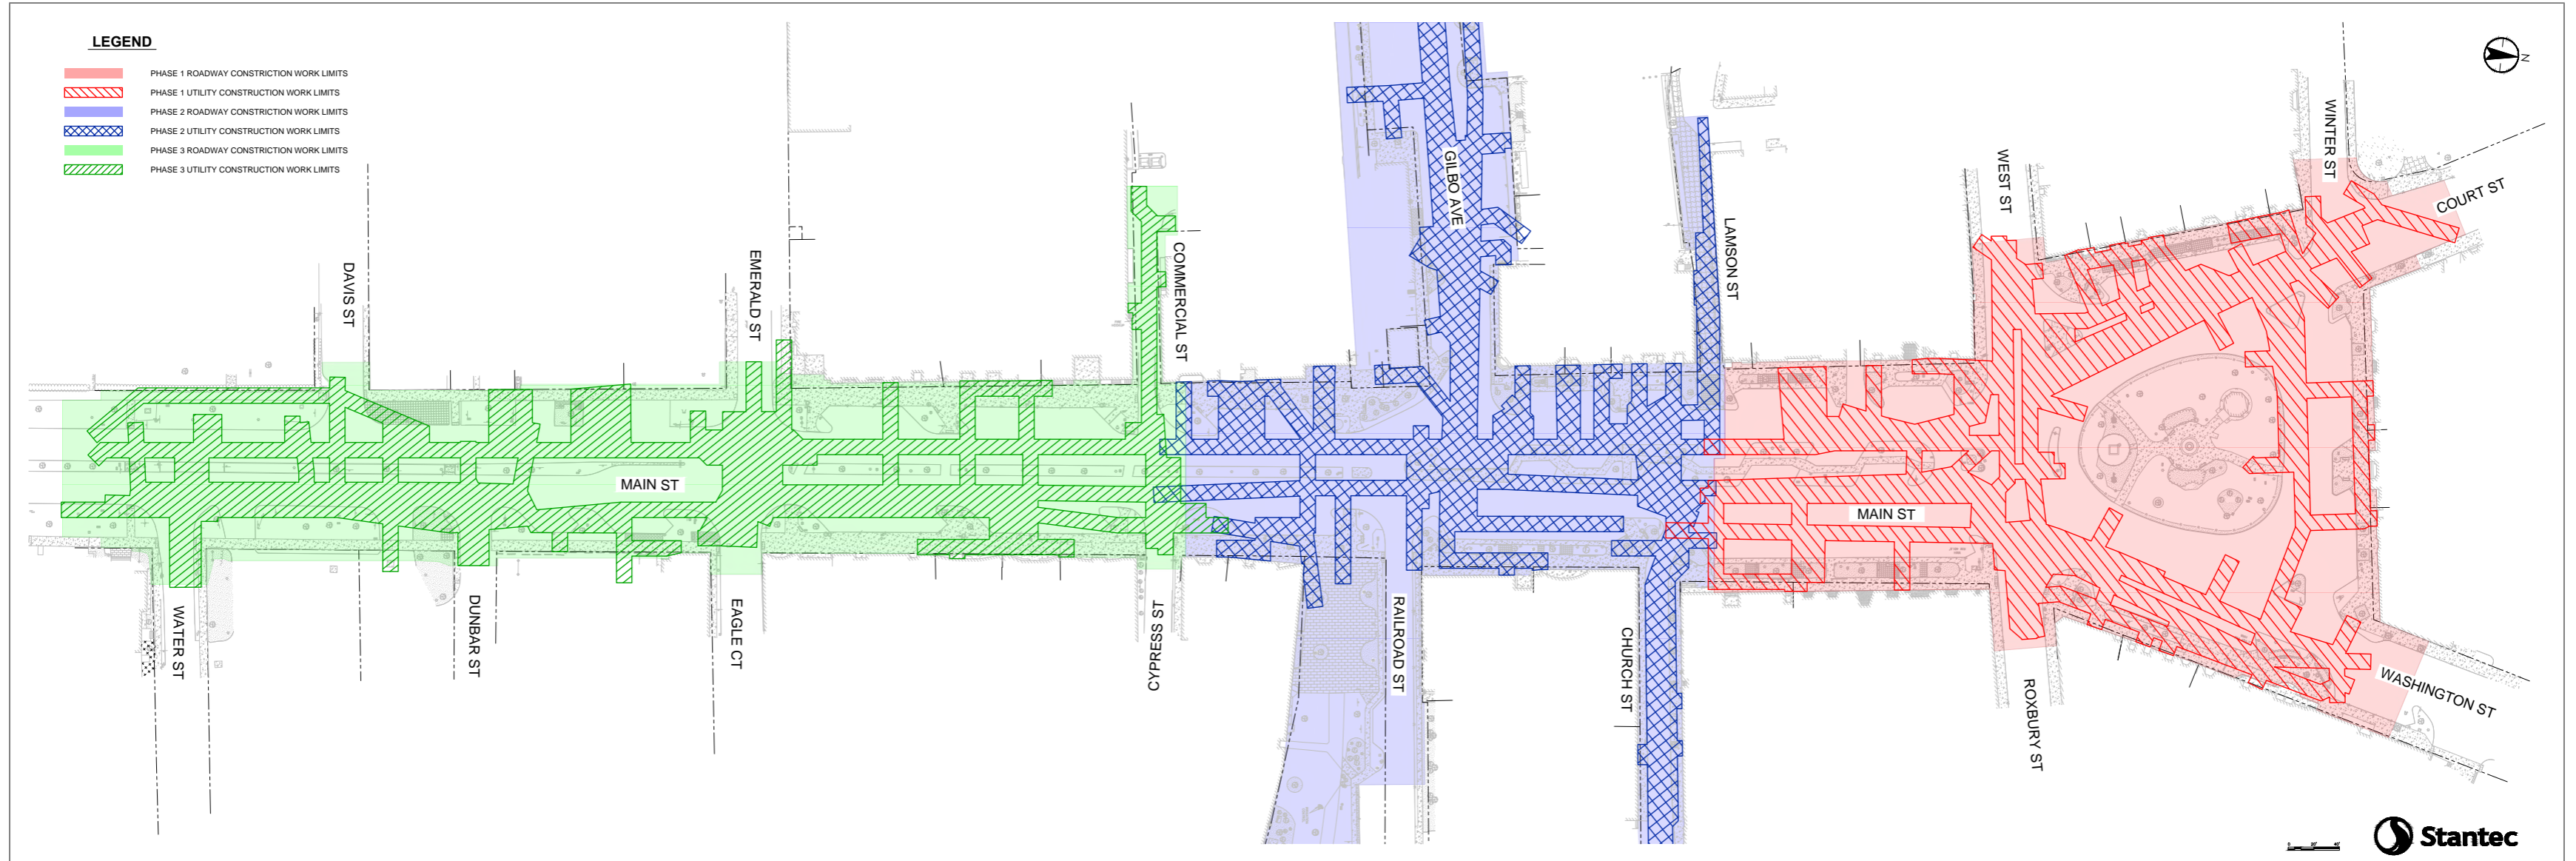 LEGEND
PHASE 1 ROADWAY CONSTRICTION WORK LIMITS
PHASE 1 UTILITY CONSTRUCTION WORK LIMITS
PHASE 2 ROADWAY CONSTRICTION WORK LIMITS
PHASE 2 UTILITY CONSTRUCTION WORK LIMITS
PHASE 3 ROADWAY CONSTRICTION WORK LIMITS
PHASE 3 UTILITY CONSTRUCTION WORK LIMITS
N
WINTER ST
COURT ST
WEST ST
GILBO AVE
LAMSON ST
COMMERCIAL ST
EMERALD ST
DAVIS ST
MAIN ST
MAIN ST
WATER ST
DUNBAR ST
EAGLE CT
CYPRESS ST
RAILROAD ST
CHURCH ST
ROXBURY ST
WASHINGTON ST
Stantec